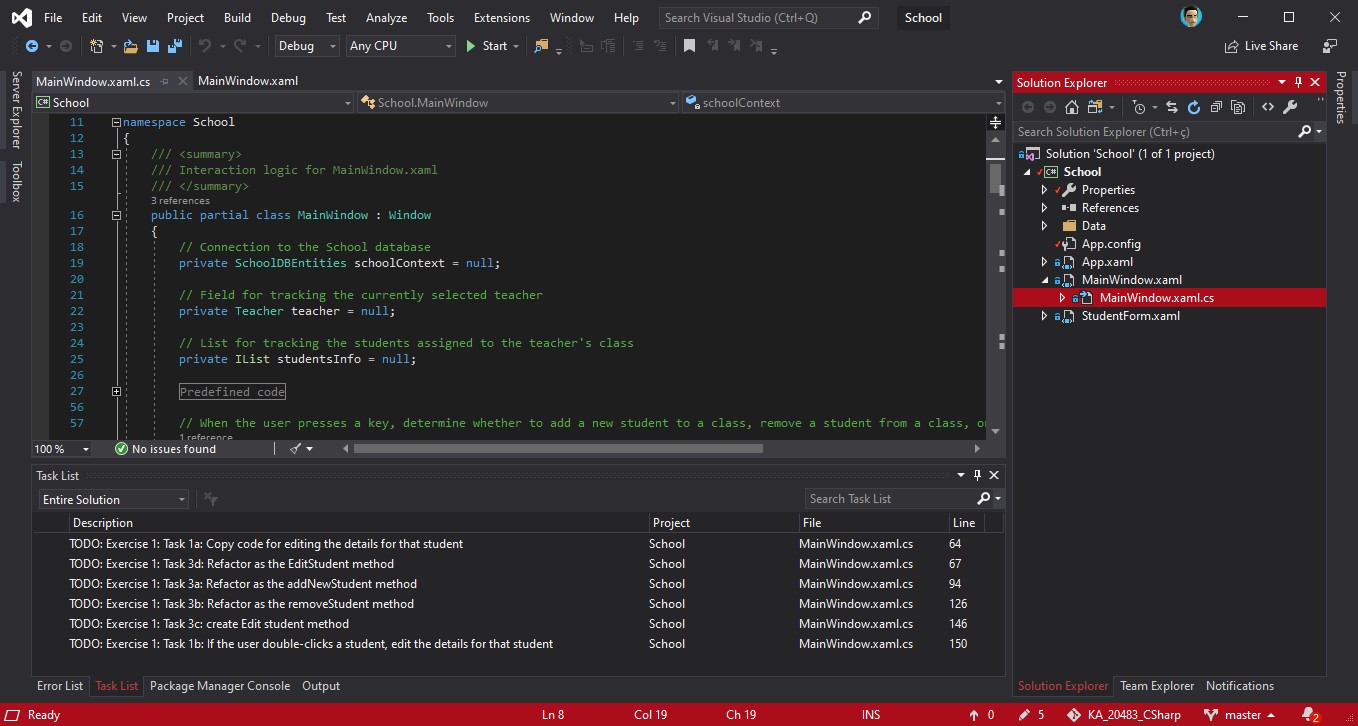 File Edit View Project Build Debug Test Analyze Tools Extensions Window Help Search Visual Studio (Ctrl+Q) School
Debug Any CPU Start Live Share
Server Explorer
Toolbox
MainWindow.xaml.cs MainWindow.xaml
School School.MainWindow schoolContext
11 namespace School
12 {
13 /// <summary>
14 /// Interaction logic for MainWindow.xaml
15 /// </summary>
3 references
16 public partial class MainWindow : Window
17 {
18 // Connection to the School database
19 private SchoolDBEntities schoolContext = null;
20
21 // Field for tracking the currently selected teacher
22 private Teacher teacher = null;
23
24 // List for tracking the students assigned to the teacher's class
25 private IList studentsInfo = null;
26
27 Predefined code
56
57 // When the user presses a key, determine whether to add a new student to a class, remove a student from a class, or
1 reference
100 % No issues found
Task List
Entire Solution Search Task List
Description Project File Line
TODO: Exercise 1: Task 1a: Copy code for editing the details for that student School MainWindow.xaml.cs 64
TODO: Exercise 1: Task 3d: Refactor as the EditStudent method School MainWindow.xaml.cs 67
TODO: Exercise 1: Task 3a: Refactor as the addNewStudent method School MainWindow.xaml.cs 94
TODO: Exercise 1: Task 3b: Refactor as the removeStudent method School MainWindow.xaml.cs 126
TODO: Exercise 1: Task 3c: create Edit student method School MainWindow.xaml.cs 146
TODO: Exercise 1: Task 1b: If the user double-clicks a student, edit the details for that student School MainWindow.xaml.cs 150
Error List Task List Package Manager Console Output
Solution Explorer
Search Solution Explorer (Ctrl+ç)
Solution 'School' (1 of 1 project)
C# School
Properties
References
Data
App.config
App.xaml
MainWindow.xaml
MainWindow.xaml.cs
StudentForm.xaml
Solution Explorer Team Explorer Notifications
Properties
Ready Ln 8 Col 19 Ch 19 INS 0 5 KA_20483_CSharp master 2